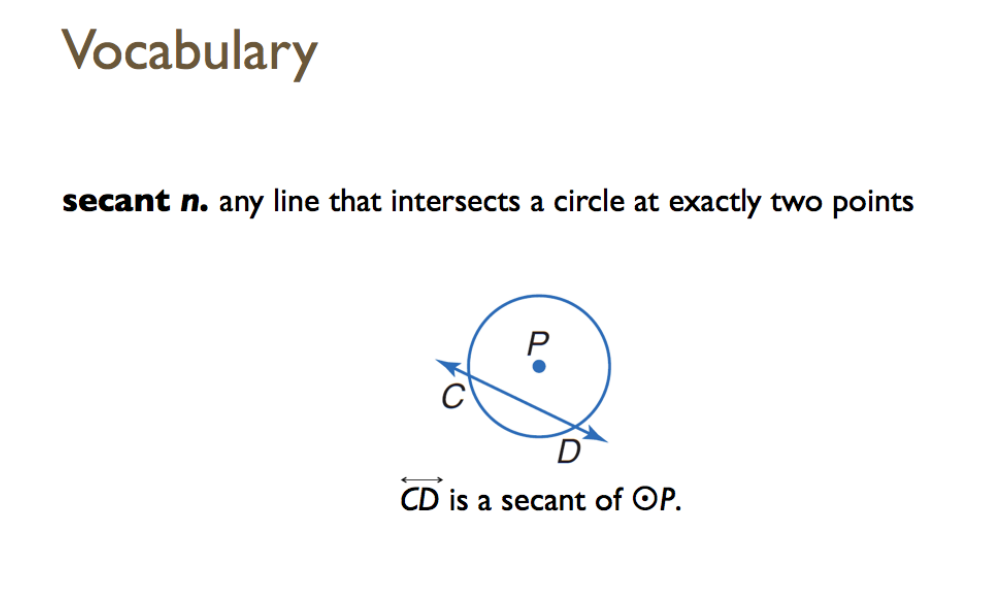 Vocabulary
secant n. any line that intersects a circle at exactly two points
P
C
D
CD is a secant of ⊙P.